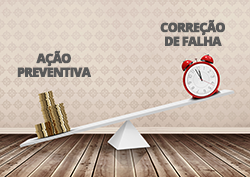 CORREÇÃO
DE FALHA
AÇÃO
PREVENTIVA